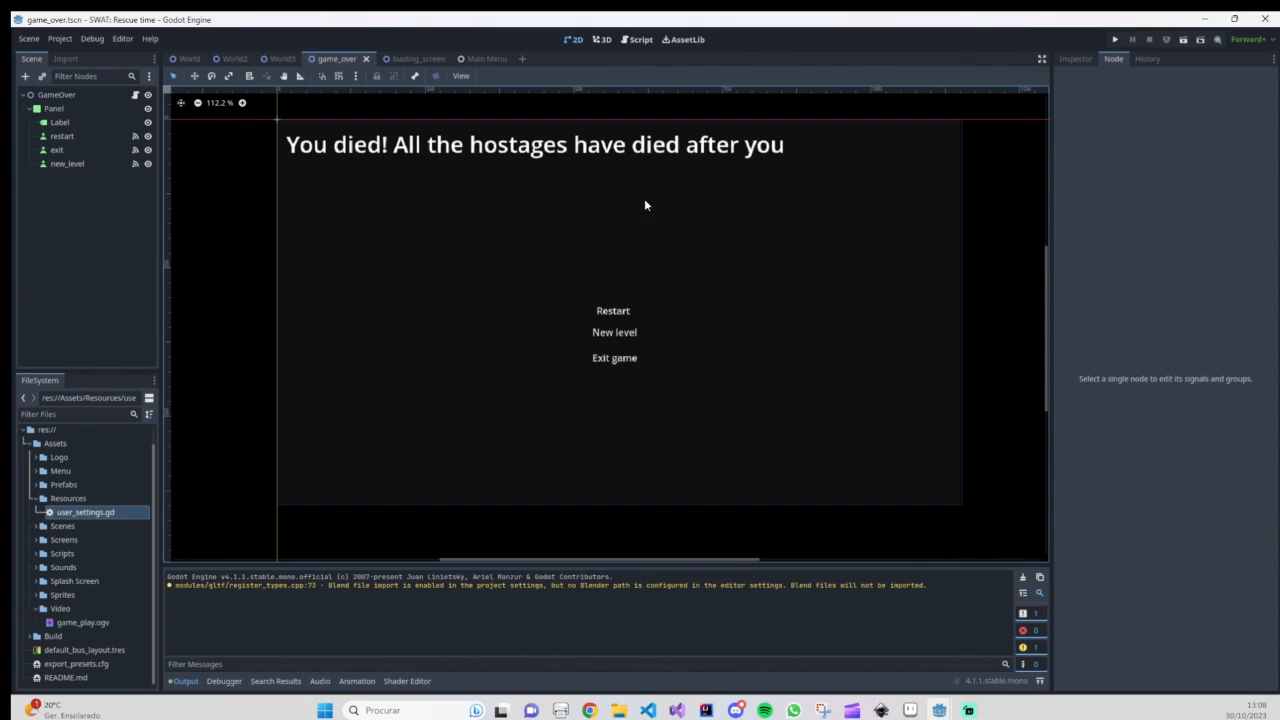 game_over.tscn - SWAT: Rescue time - Godot Engine
Scene Project Debug Editor Help
2D 3D Script AssetLib
Forward+
Scene Import
World World2 World3 game_over loading_screen Main Menu
Inspector Node History
Filter Nodes
View
GameOver
Panel
Label
restart
exit
new_level
112.2 %
You died! All the hostages have died after you
Restart
New level
Exit game
Select a single node to edit its signals and groups.
FileSystem
res://Assets/Resources/use
Filter Files
res://
Assets
Logo
Menu
Prefabs
Resources
user_settings.gd
Scenes
Screens
Scripts
Sounds
Splash Screen
Sprites
Video
game_play.ogv
Build
default_bus_layout.tres
export_presets.cfg
README.md
Godot Engine v4.1.1.stable.mono.official (c) 2007-present Juan Linietsky, Ariel Manzur & Godot Contributors.
modules/gltf/register_types.cpp:73 - Blend file import is enabled in the project settings, but no Blender path is configured in the editor settings. Blend files will not be imported.
1
0
1
0
Filter Messages
Output Debugger Search Results Audio Animation Shader Editor
4.1.1.stable.mono
1
20°C
Ger. Ensolarado
Procurar
13:08
30/10/2023